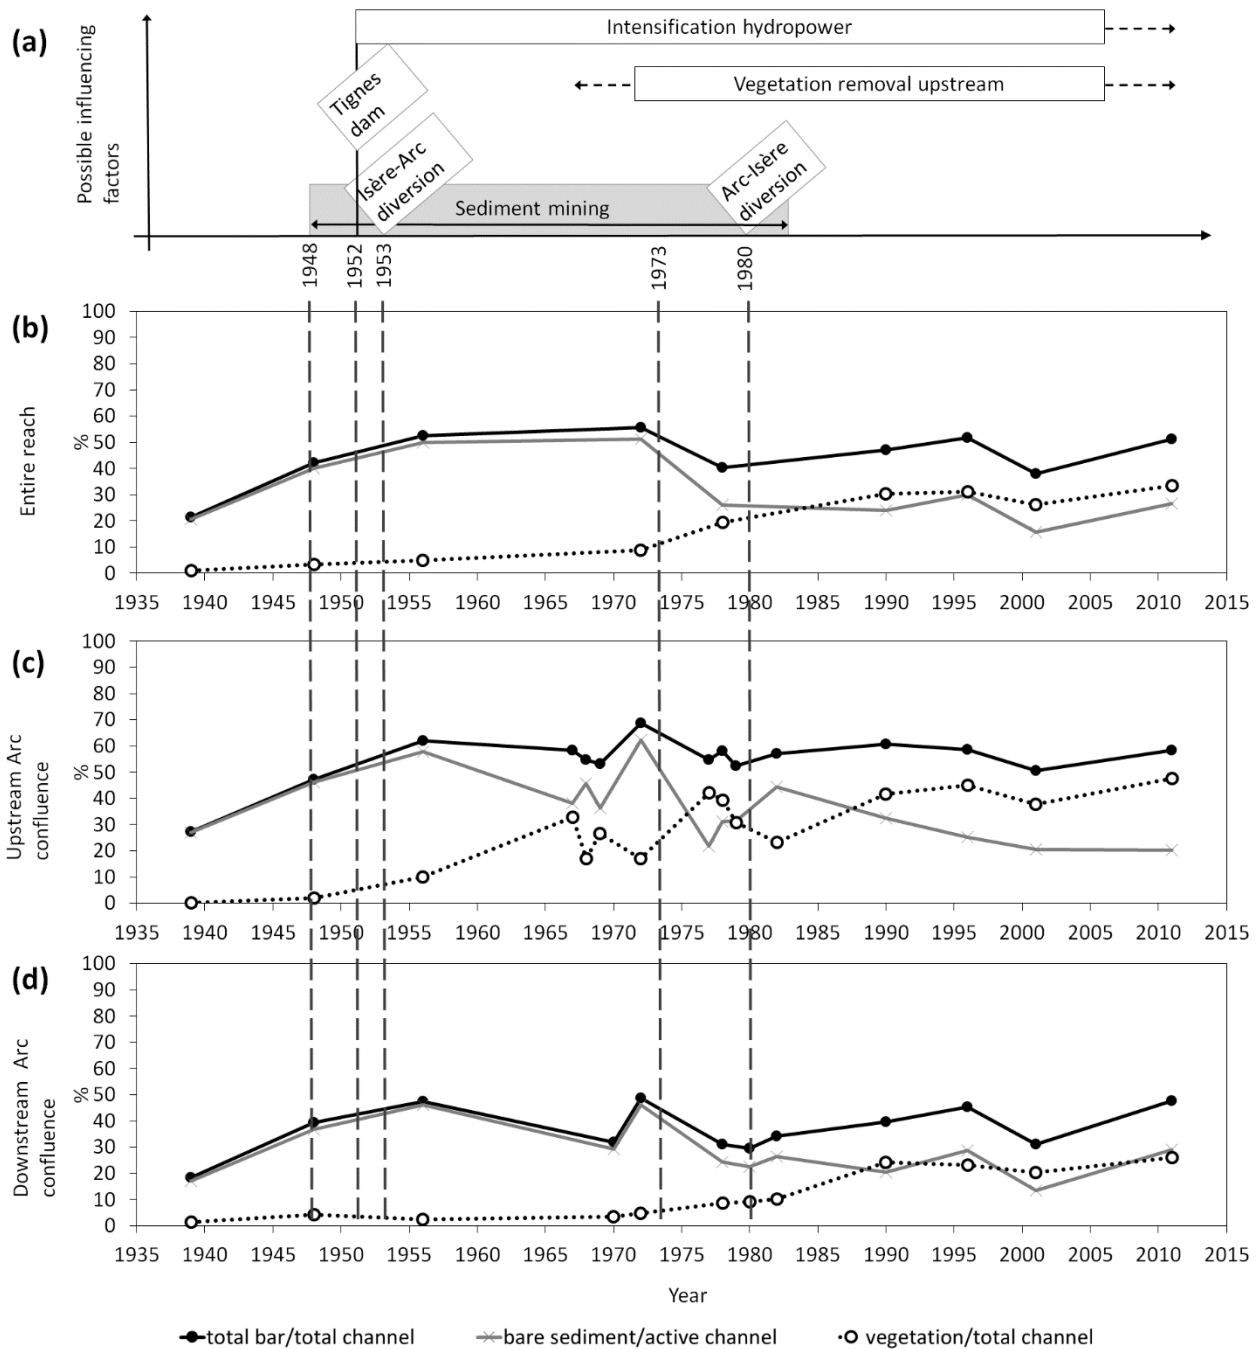 (a)
Possible influencing
factors
Intensification hydropower
Vegetation removal upstream
Tignes
dam
Isère-Arc
diversion
Arc-Isère
diversion
Sediment mining
1948
1952
1953
1973
1980
(b)
Entire reach
%
100
90
80
70
60
50
40
30
20
10
0
1935 1940 1945 1950 1955 1960 1965 1970 1975 1980 1985 1990 1995 2000 2005 2010 2015
(c)
Upstream Arc
confluence
%
100
90
80
70
60
50
40
30
20
10
0
1935 1940 1945 1950 1955 1960 1965 1970 1975 1980 1985 1990 1995 2000 2005 2010 2015
(d)
Downstream Arc
confluence
%
100
90
80
70
60
50
40
30
20
10
0
1935 1940 1945 1950 1955 1960 1965 1970 1975 1980 1985 1990 1995 2000 2005 2010 2015
Year
total bar/total channel bare sediment/active channel vegetation/total channel